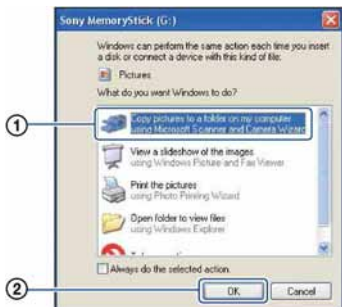 Sony MemoryStick (G:)
Windows can perform the same action each time you insert
a disk or connect a device with this kind of file:
Pictures
What do you want Windows to do?
① Copy pictures to a folder on my computer
using Microsoft Scanner and Camera Wizard
View a slideshow of the images
using Windows Picture and Fax Viewer
Print the pictures
using Photo Printing Wizard
Open folder to view files
using Windows Explorer
Always do the selected action.
② OK Cancel